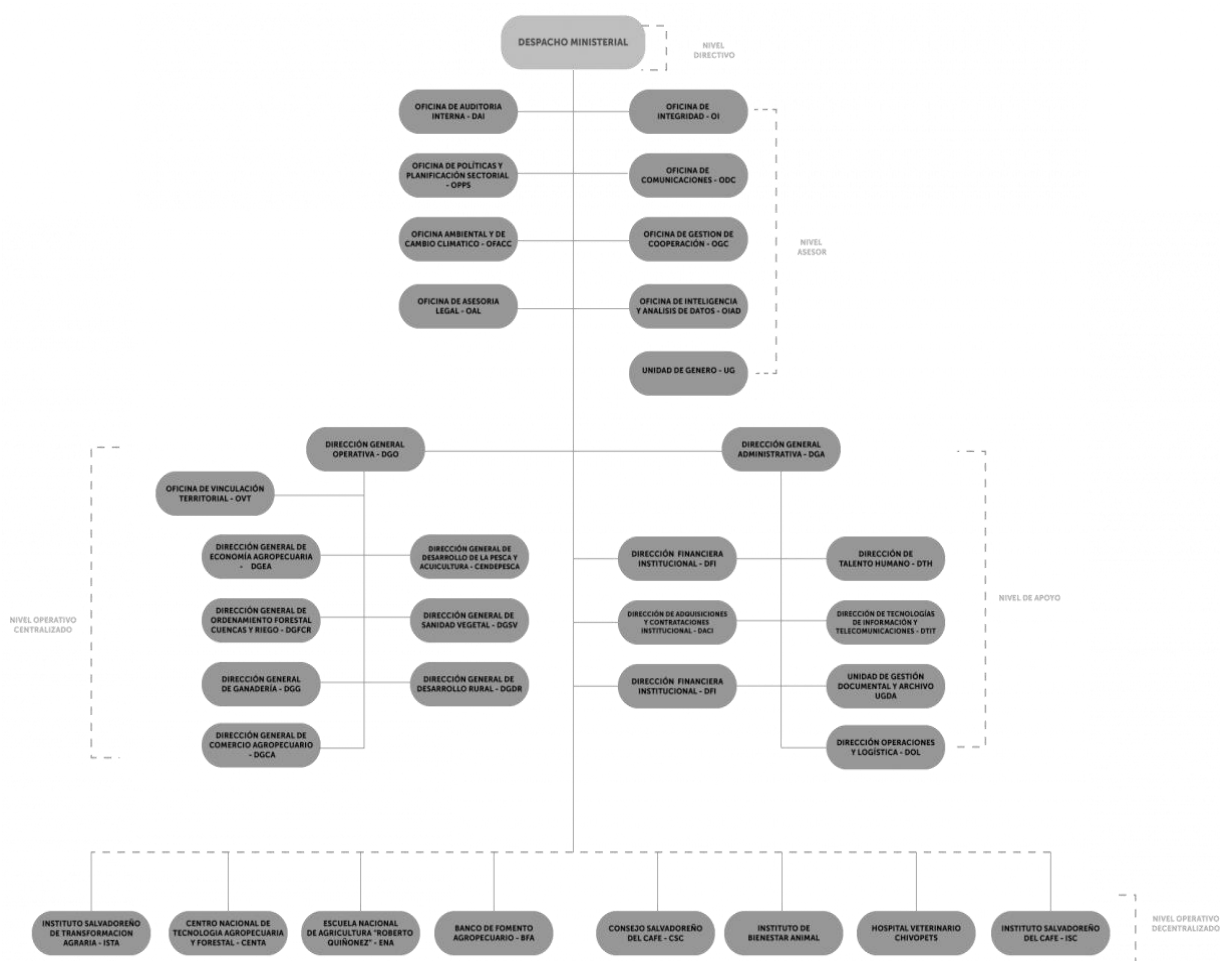 DESPACHO MINISTERIAL
NIVEL
DIRECTIVO
OFICINA DE AUDITORIA
INTERNA - DAI
OFICINA DE
INTEGRIDAD - OI
OFICINA DE POLÍTICAS Y
PLANIFICACIÓN SECTORIAL
- OPPS
OFICINA DE
COMUNICACIONES - ODC
OFICINA AMBIENTAL Y DE
CAMBIO CLIMATICO - OFACC
OFICINA DE GESTION DE
COOPERACIÓN - OGC
NIVEL
ASESOR
OFICINA DE ASESORIA
LEGAL - OAL
OFICINA DE INTELIGENCIA
Y ANALISIS DE DATOS - OIAD
UNIDAD DE GENERO - UG
DIRECCIÓN GENERAL
OPERATIVA - DGO
DIRECCIÓN GENERAL
ADMINISTRATIVA - DGA
OFICINA DE VINCULACIÓN
TERRITORIAL - OVT
DIRECCIÓN GENERAL DE
ECONOMÍA AGROPECUARIA
- DGEA
DIRECCIÓN GENERAL DE
DESARROLLO DE LA PESCA Y
ACUICULTURA - CENDEPESCA
DIRECCIÓN FINANCIERA
INSTITUCIONAL - DFI
DIRECCIÓN DE
TALENTO HUMANO - DTH
NIVEL OPERATIVO
CENTRALIZADO
DIRECCIÓN GENERAL DE
ORDENAMIENTO FORESTAL
CUENCAS Y RIEGO - DGFCR
DIRECCIÓN GENERAL DE
SANIDAD VEGETAL - DGSV
DIRECCIÓN DE ADQUISICIONES
Y CONTRATACIONES
INSTITUCIONAL - DACI
DIRECCIÓN DE TECNOLOGÍAS
DE INFORMACIÓN Y
TELECOMUNICACIONES - DTIT
NIVEL DE APOYO
DIRECCIÓN GENERAL
DE GANADERÍA - DGG
DIRECCIÓN GENERAL DE
DESARROLLO RURAL - DGDR
DIRECCIÓN FINANCIERA
INSTITUCIONAL - DFI
UNIDAD DE GESTIÓN
DOCUMENTAL Y ARCHIVO
UGDA
DIRECCIÓN GENERAL DE
COMERCIO AGROPECUARIO
- DGCA
DIRECCIÓN OPERACIONES
Y LOGÍSTICA - DOL
INSTITUTO SALVADOREÑO
DE TRANSFORMACION
AGRARIA - ISTA
CENTRO NACIONAL DE
TECNOLOGIA AGROPECUARIA
Y FORESTAL - CENTA
ESCUELA NACIONAL
DE AGRICULTURA "ROBERTO
QUIÑONEZ" - ENA
BANCO DE FOMENTO
AGROPECUARIO - BFA
CONSEJO SALVADOREÑO
DEL CAFE - CSC
INSTITUTO DE
BIENESTAR ANIMAL
HOSPITAL VETERINARIO
CHIVOPETS
INSTITUTO SALVADOREÑO
DEL CAFE - ISC
NIVEL OPERATIVO
DECENTRALIZADO